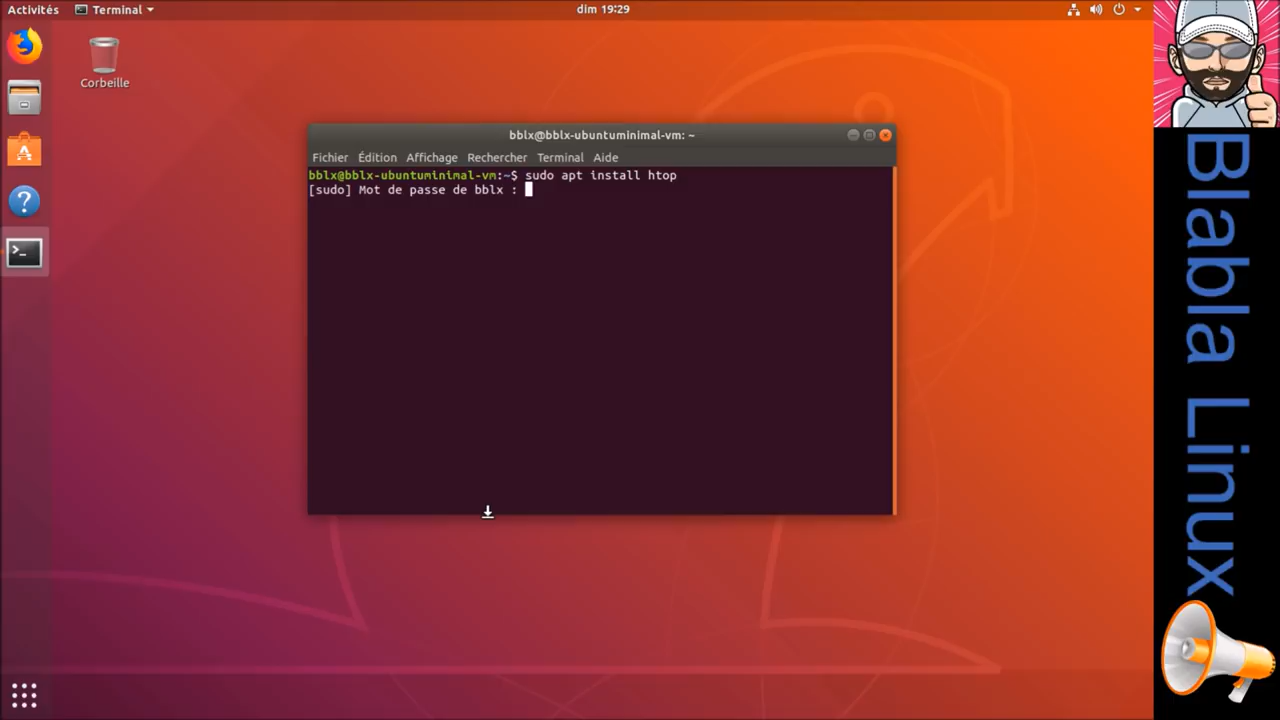 Activités
Terminal
dim 19:29
Corbeille
bblx@bblx-ubuntuminimal-vm: ~
Fichier Édition Affichage Rechercher Terminal Aide
bblx@bblx-ubuntuminimal-vm:~$ sudo apt install htop
[sudo] Mot de passe de bblx :
Blabla Linux